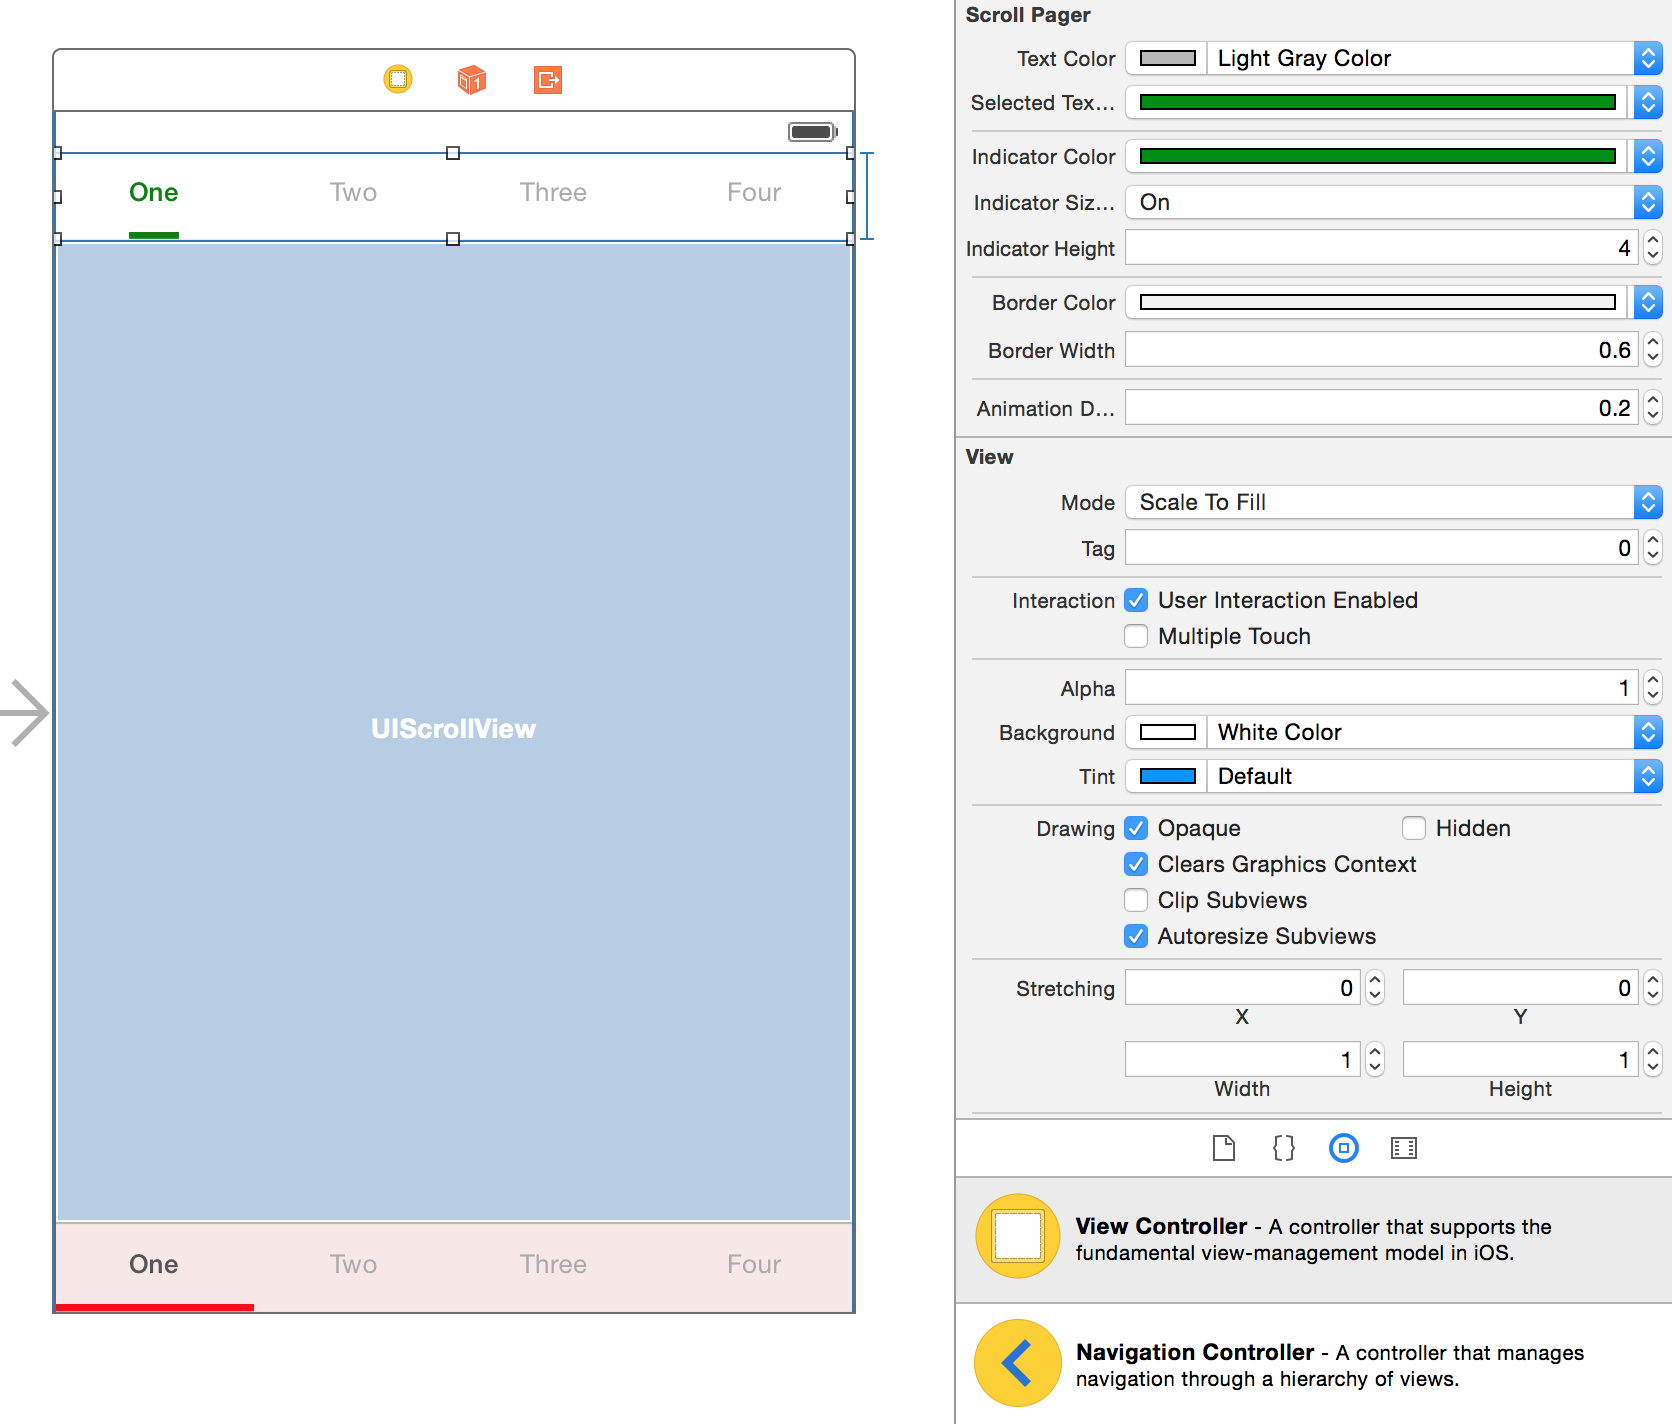 One Two Three Four
UIScrollView
One Two Three Four
Scroll Pager
Text Color Light Gray Color
Selected Tex...
Indicator Color
Indicator Siz... On
Indicator Height 4
Border Color
Border Width 0.6
Animation D... 0.2
View
Mode Scale To Fill
Tag 0
Interaction User Interaction Enabled
Multiple Touch
Alpha 1
Background White Color
Tint Default
Drawing Opaque Hidden
Clears Graphics Context
Clip Subviews
Autoresize Subviews
Stretching 0 0
X Y
1 1
Width Height
View Controller - A controller that supports the
fundamental view-management model in iOS.
Navigation Controller - A controller that manages
navigation through a hierarchy of views.